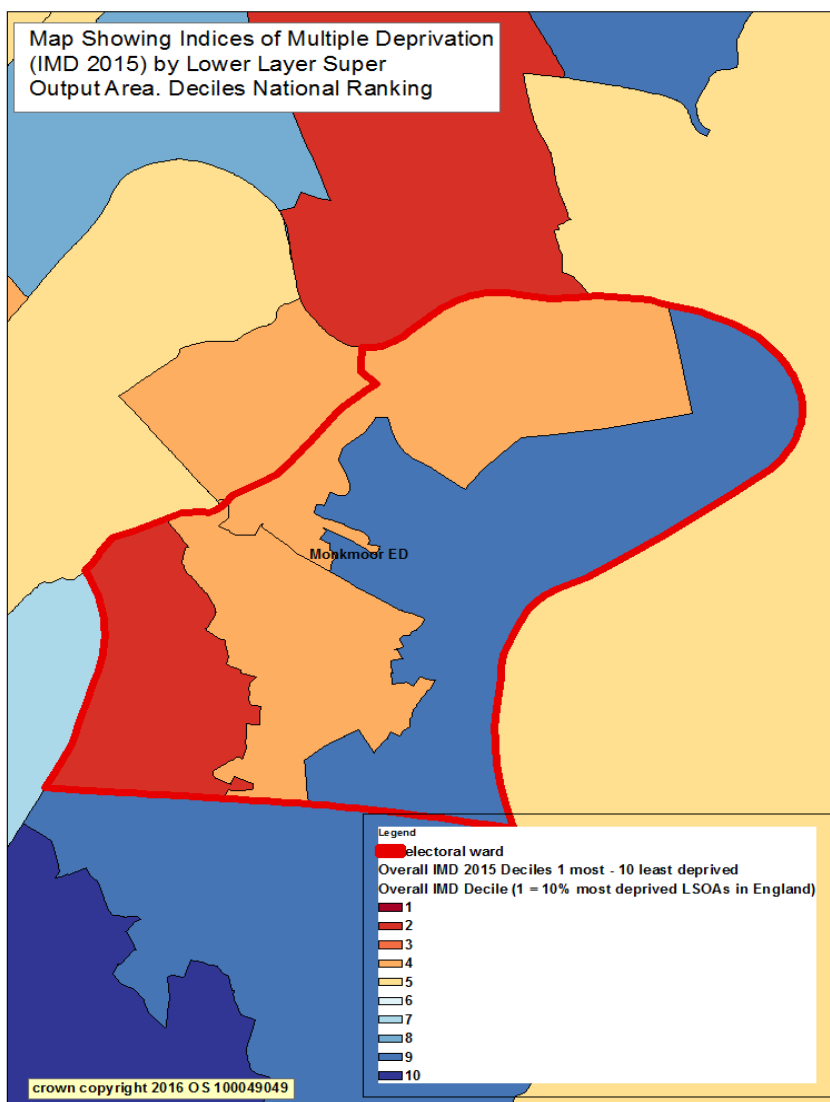 Map Showing Indices of Multiple Deprivation
(IMD 2015) by Lower Layer Super
Output Area. Deciles National Ranking
Monkmoor ED
Legend
electoral ward
Overall IMD 2015 Deciles 1 most - 10 least deprived
Overall IMD Decile (1 = 10% most deprived LSOAs in England)
1
2
3
4
5
6
7
8
9
10
crown copyright 2016 OS 100049049